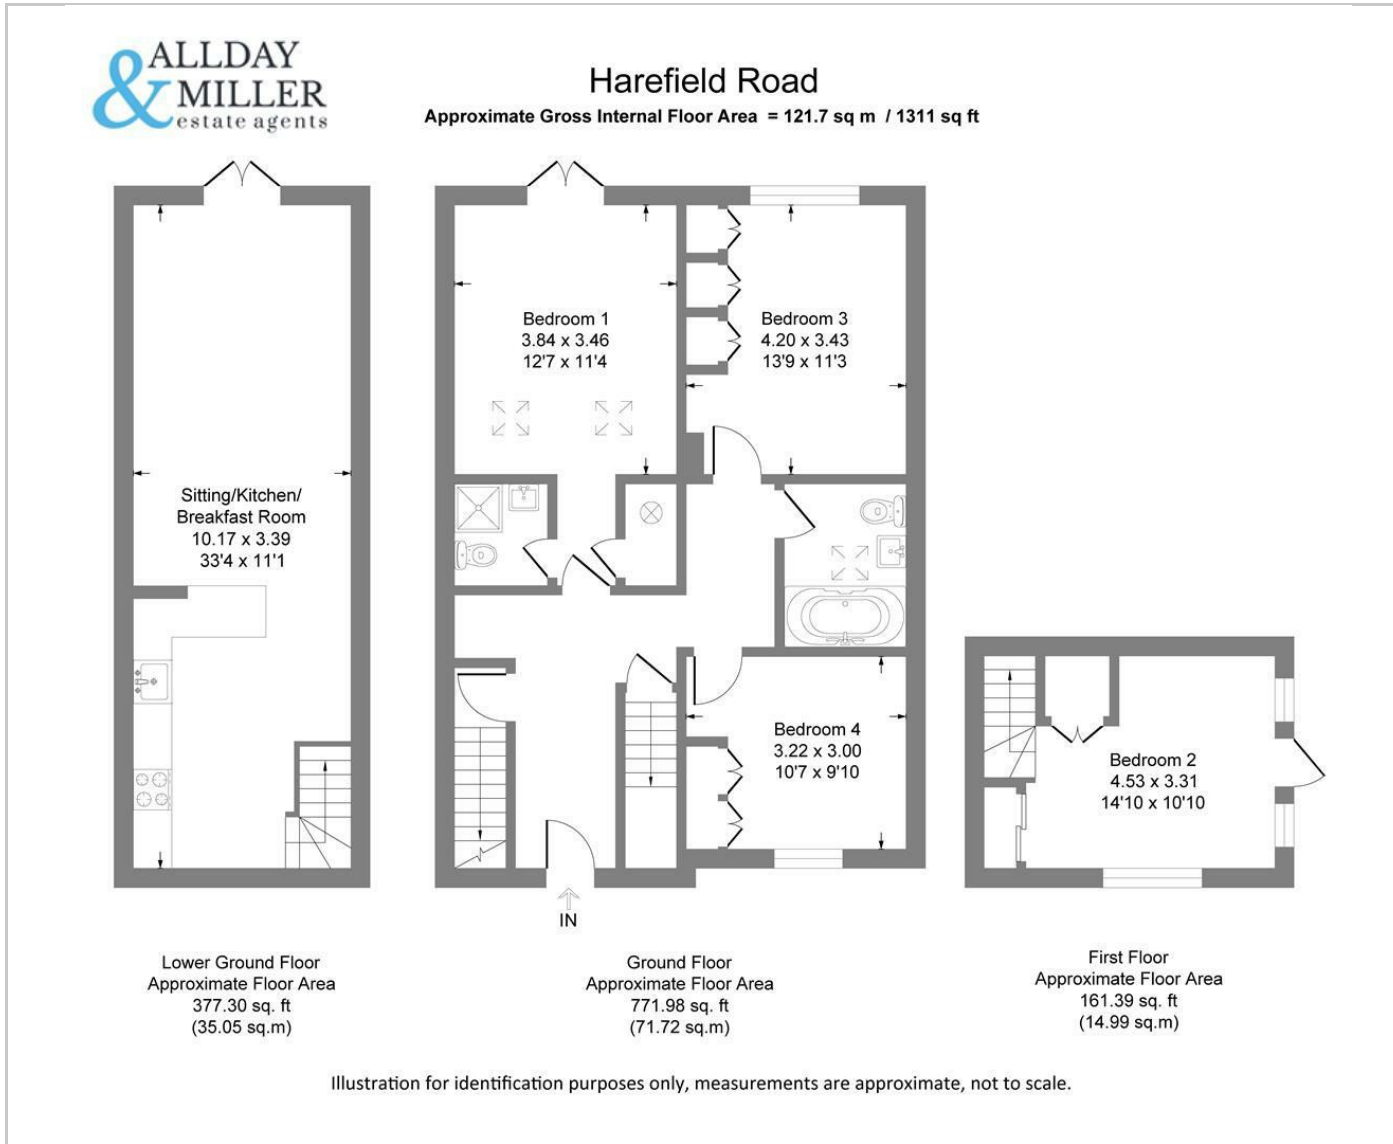 ALLDAY
& MILLER
estate agents
Harefield Road
Approximate Gross Internal Floor Area = 121.7 sq m / 1311 sq ft
Sitting/Kitchen/
Breakfast Room
10.17 x 3.39
33'4 x 11'1
Bedroom 1
3.84 x 3.46
12'7 x 11'4
Bedroom 3
4.20 x 3.43
13'9 x 11'3
Bedroom 4
3.22 x 3.00
10'7 x 9'10
Bedroom 2
4.53 x 3.31
14'10 x 10'10
IN
Lower Ground Floor
Approximate Floor Area
377.30 sq. ft
(35.05 sq.m)
Ground Floor
Approximate Floor Area
771.98 sq. ft
(71.72 sq.m)
First Floor
Approximate Floor Area
161.39 sq. ft
(14.99 sq.m)
Illustration for identification purposes only, measurements are approximate, not to scale.